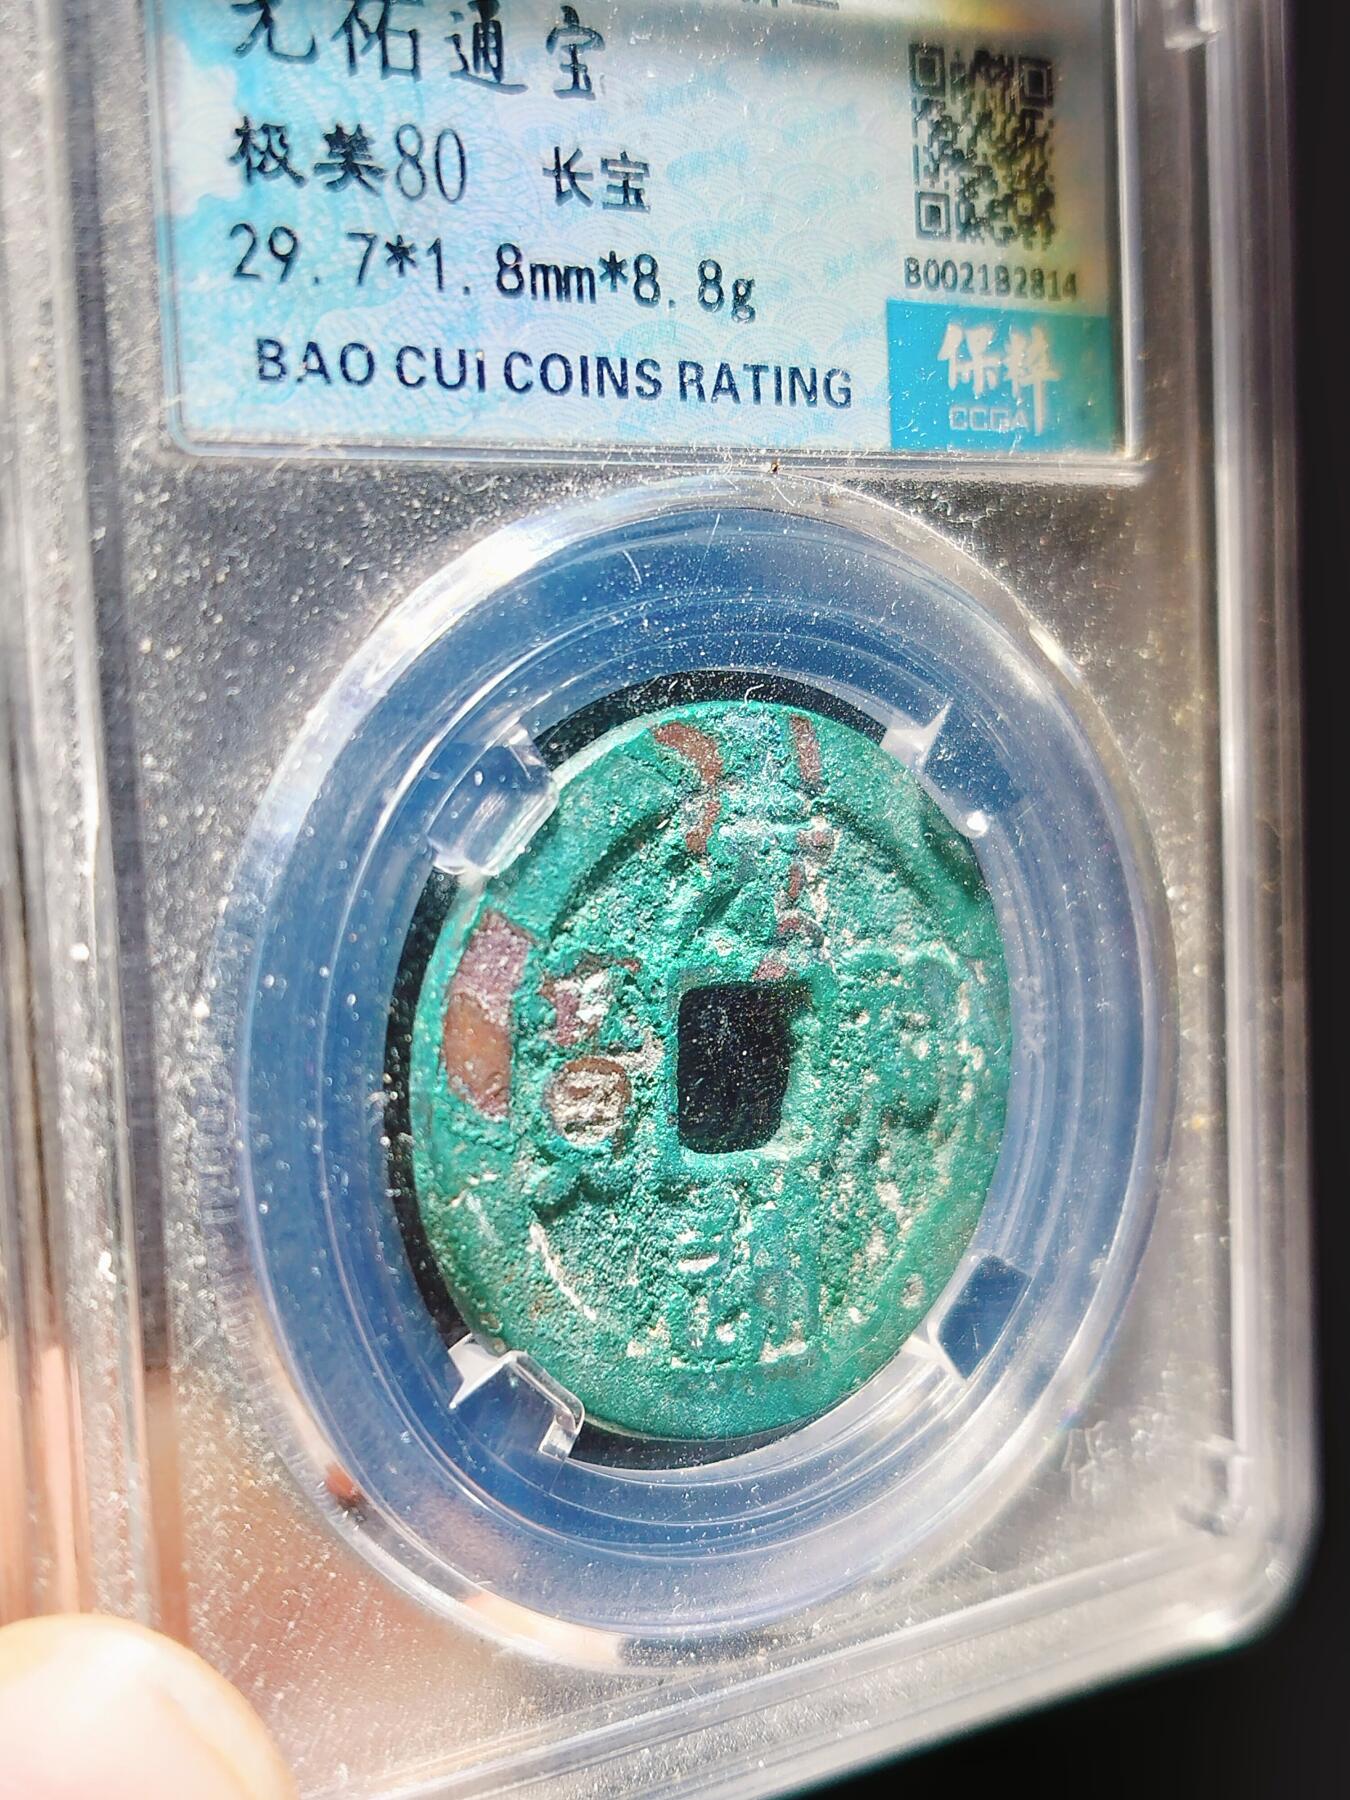 元祐通宝
极美80 长宝
29.7*1.8mm*8.8g
B0021B2814
BAO CUI COINS RATING
保粹
CCGA